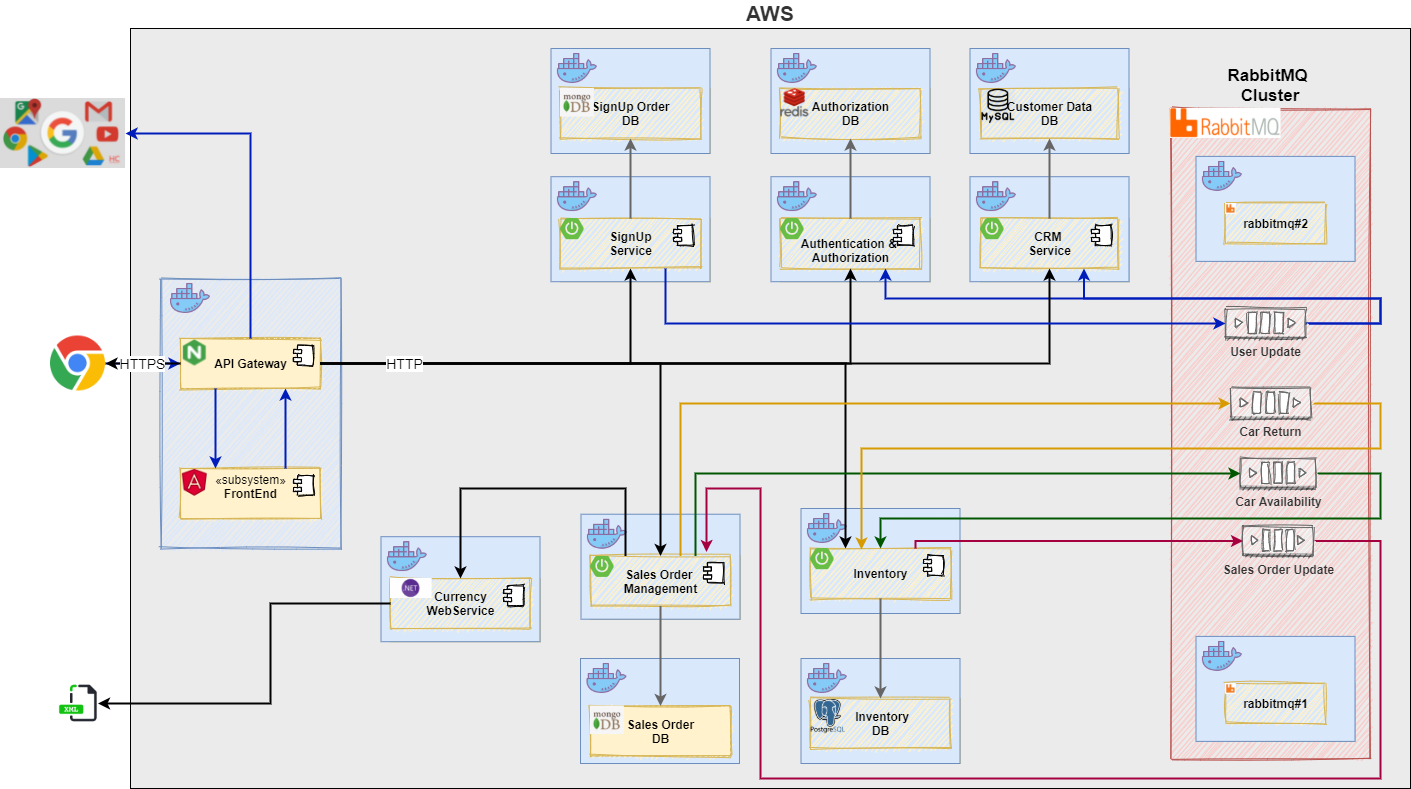 AWS
RabbitMQ
Cluster
RabbitMQ
mongo
DB
SignUp Order
DB
redis
Authorization
DB
MySQL
Customer Data
DB
rabbitmq#2
SignUp
Service
Authentication &
Authorization
CRM
Service
G
M
HC
User Update
HTTPS
N
API Gateway
HTTP
Car Return
A
«subsystem»
FrontEnd
Car Availability
Sales Order Update
.NET
Currency
WebService
Sales Order
Management
Inventory
XML
mongo
DB
Sales Order
DB
PostgreSQL
Inventory
DB
rabbitmq#1